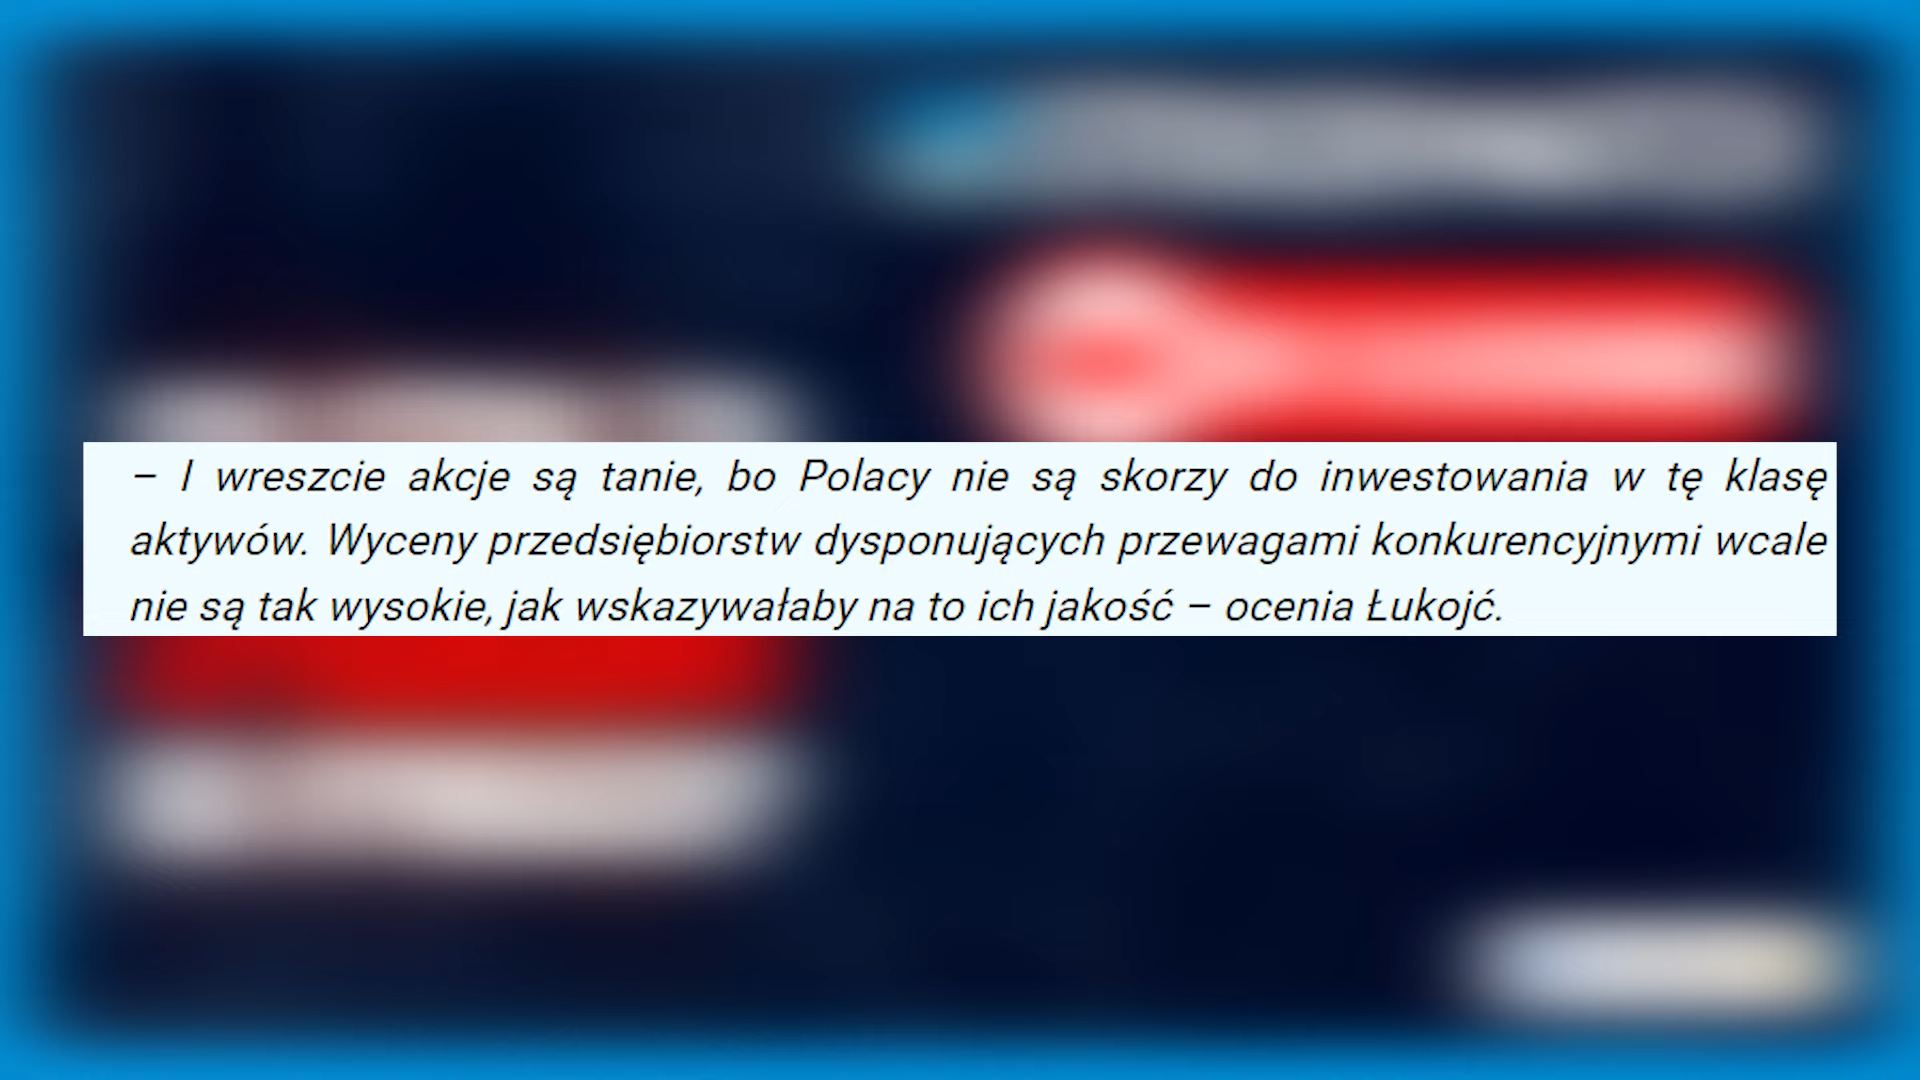 – I wreszcie akcje są tanie, bo Polacy nie są skorzy do inwestowania w tę klasę
aktywów. Wyceny przedsiębiorstw dysponujących przewagami konkurencyjnymi wcale
nie są tak wysokie, jak wskazywałaby na to ich jakość – ocenia Łukojć.